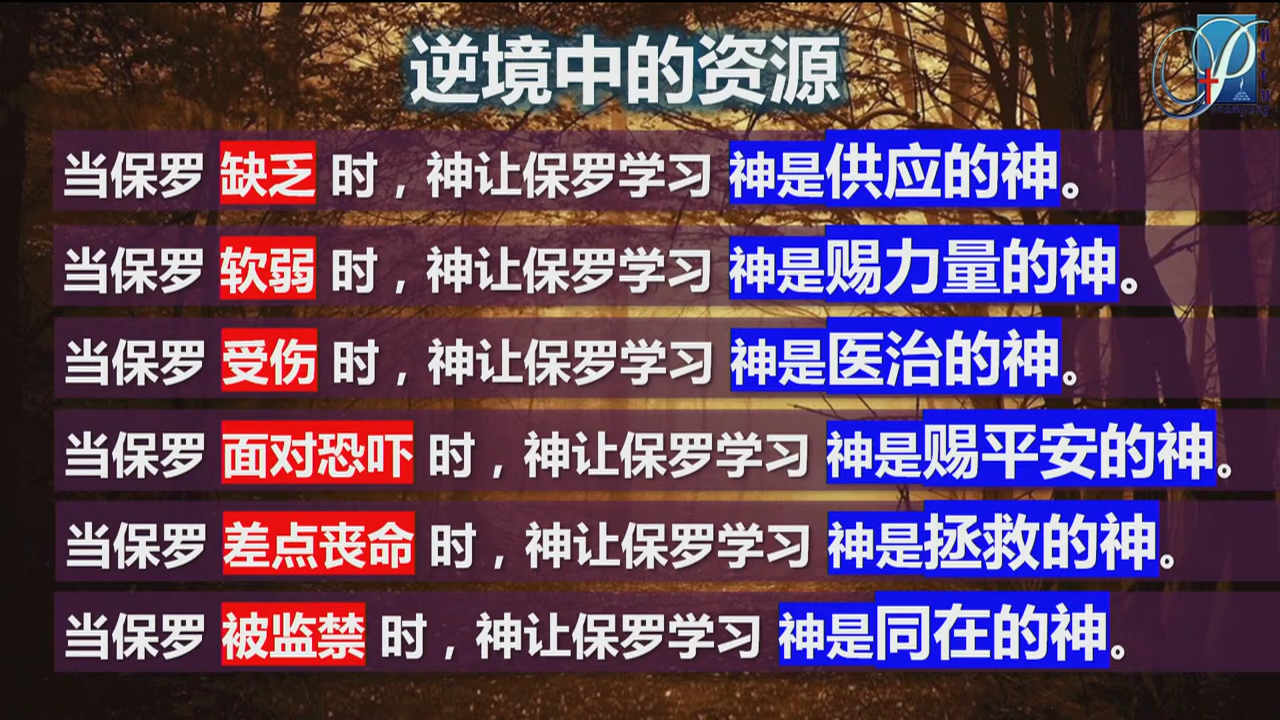 逆境中的资源
当保罗 缺乏 时，神让保罗学习 神是供应的神。
当保罗 软弱 时，神让保罗学习 神是赐力量的神。
当保罗 受伤 时，神让保罗学习 神是医治的神。
当保罗 面对恐吓 时，神让保罗学习 神是赐平安的神。
当保罗 差点丧命 时，神让保罗学习 神是拯救的神。
当保罗 被监禁 时，神让保罗学习 神是同在的神。